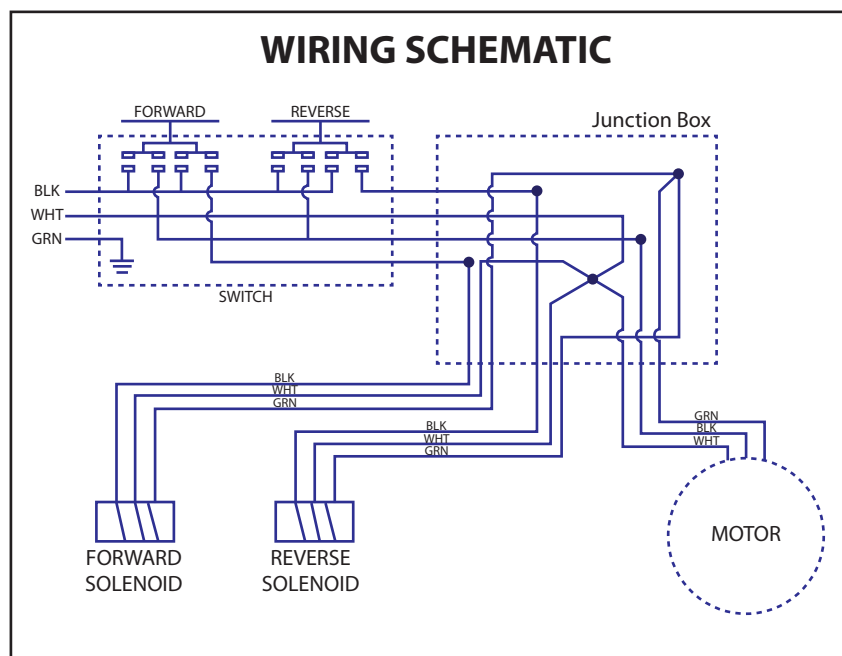 WIRING SCHEMATIC
FORWARD
REVERSE
Junction Box
BLK
WHT
GRN
SWITCH
BLK
WHT
GRN
BLK
WHT
GRN
GRN
BLK
WHT
FORWARD
SOLENOID
REVERSE
SOLENOID
MOTOR